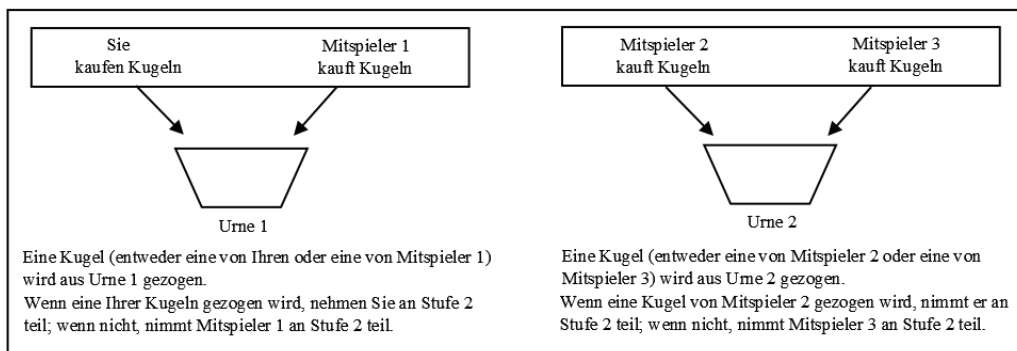 Sie
kaufen Kugeln
Mitspieler 1
kauft Kugeln
Urne 1
Eine Kugel (entweder eine von Ihren oder eine von Mitspieler 1)
wird aus Urne 1 gezogen.
Wenn eine Ihrer Kugeln gezogen wird, nehmen Sie an Stufe 2
teil; wenn nicht, nimmt Mitspieler 1 an Stufe 2 teil.
Mitspieler 2
kauft Kugeln
Mitspieler 3
kauft Kugeln
Urne 2
Eine Kugel (entweder eine von Mitspieler 2 oder eine von
Mitspieler 3) wird aus Urne 2 gezogen.
Wenn eine Kugel von Mitspieler 2 gezogen wird, nimmt er an
Stufe 2 teil; wenn nicht, nimmt Mitspieler 3 an Stufe 2 teil.